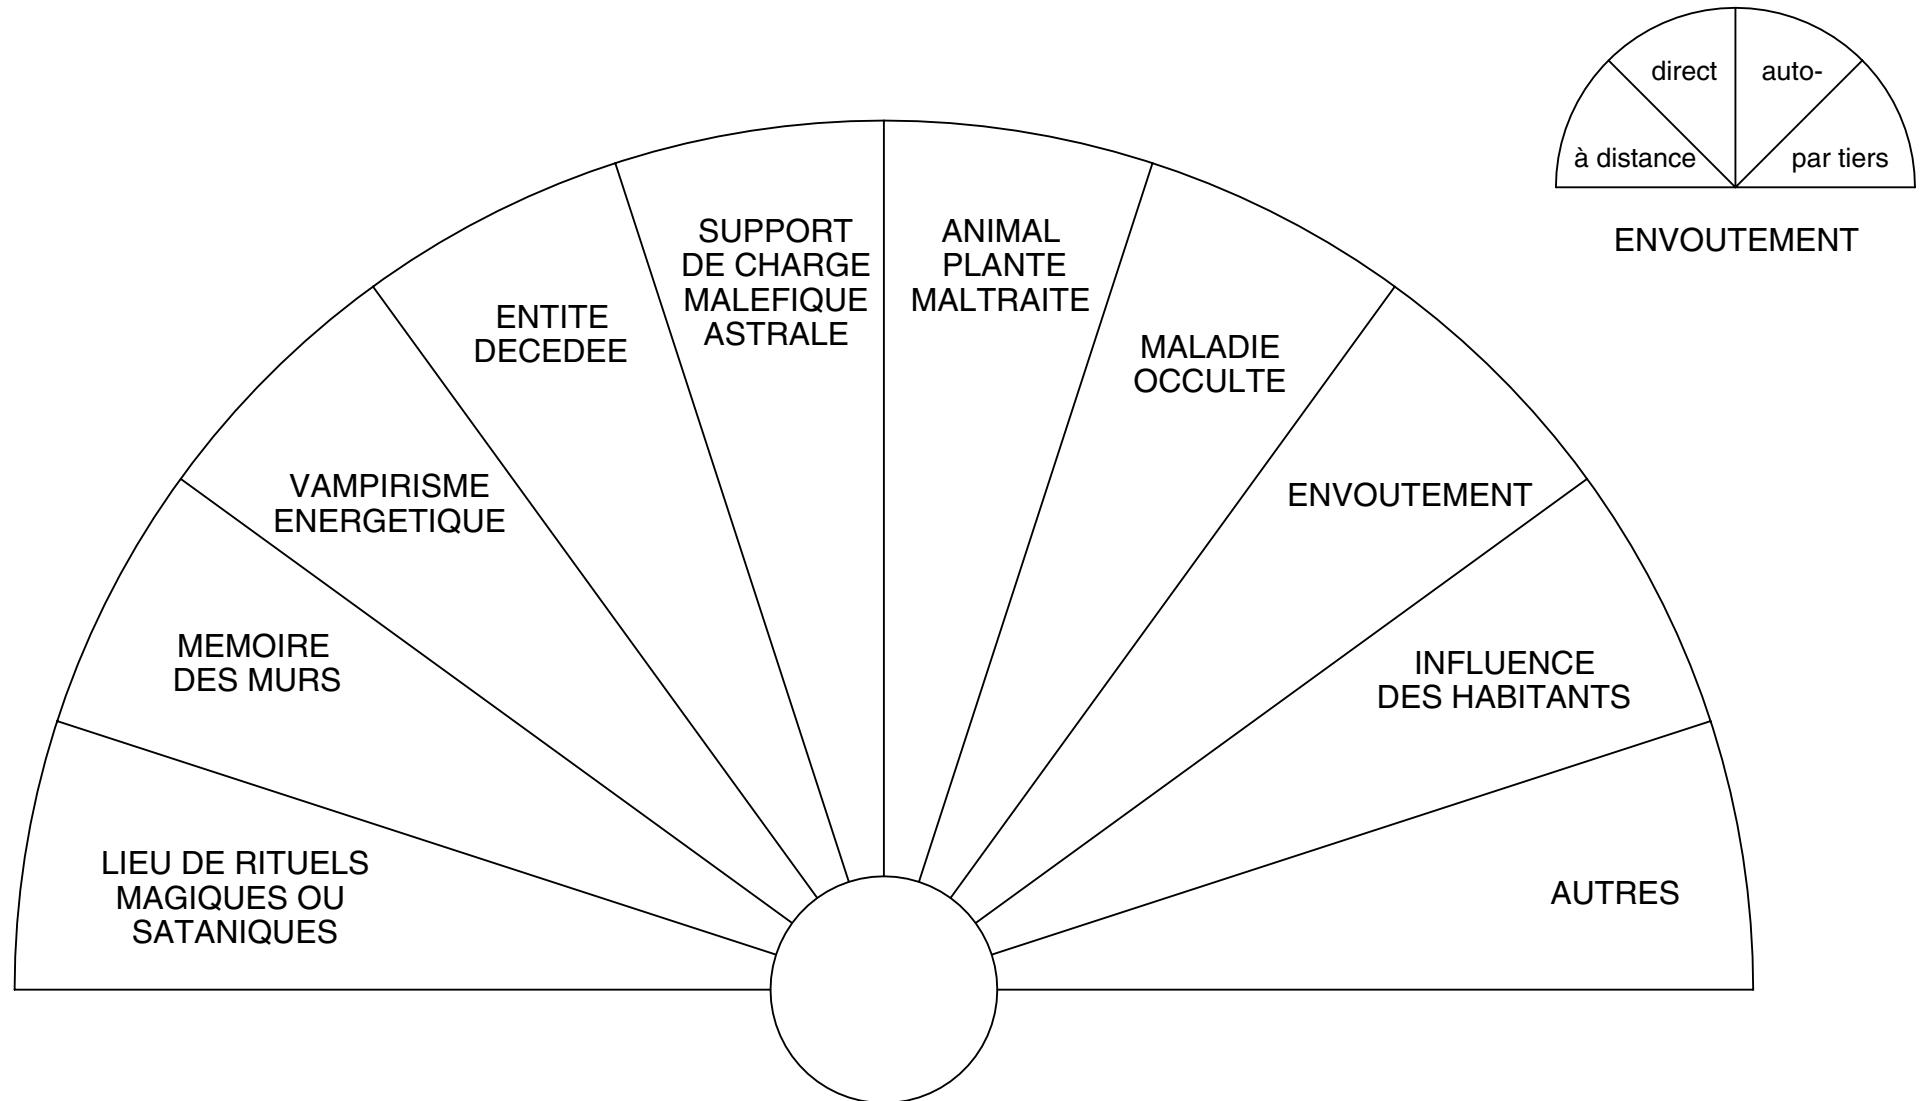 LIEU DE RITUELS
MAGIQUES OU
SATANIQUES
MEMOIRE
DES MURS
VAMPIRISME
ENERGETIQUE
ENTITE
DECEDEE
SUPPORT
DE CHARGE
MALEFIQUE
ASTRALE
ANIMAL
PLANTE
MALTRAITE
MALADIE
OCCULTE
ENVOUTEMENT
INFLUENCE
DES HABITANTS
AUTRES
à distance
direct
auto-
par tiers
ENVOUTEMENT